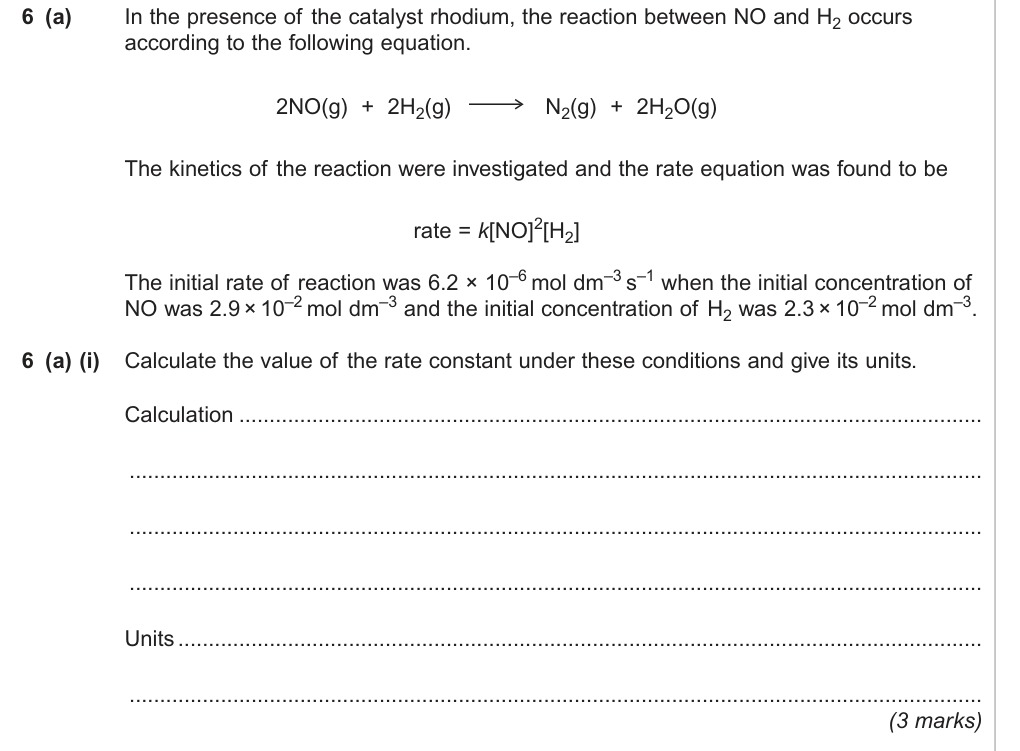 6 (a) In the presence of the catalyst rhodium, the reaction between NO and H₂ occurs
according to the following equation.
2NO(g) + 2H₂(g) ⟶ N₂(g) + 2H₂O(g)
The kinetics of the reaction were investigated and the rate equation was found to be
rate = k[NO]²[H₂]
The initial rate of reaction was 6.2 × 10⁻⁶ mol dm⁻³ s⁻¹ when the initial concentration of
NO was 2.9 × 10⁻² mol dm⁻³ and the initial concentration of H₂ was 2.3 × 10⁻² mol dm⁻³.
6 (a) (i) Calculate the value of the rate constant under these conditions and give its units.
Calculation ....................................................................................................
....................................................................................................
....................................................................................................
....................................................................................................
Units ....................................................................................................
....................................................................................................
(3 marks)